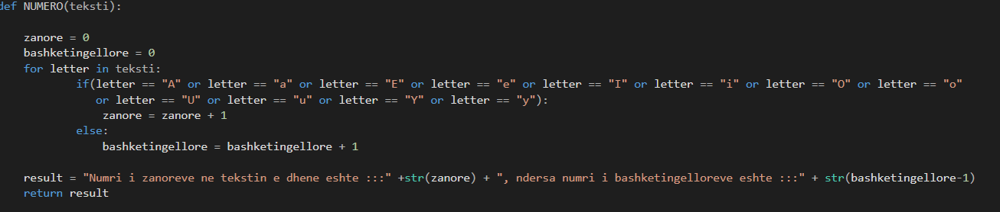 def NUMERO(teksti):
zanore = 0
bashketingellore = 0
for letter in teksti:
if(letter == "A" or letter == "a" or letter == "E" or letter == "e" or letter == "I" or letter == "i" or letter == "O" or letter == "o"
or letter == "U" or letter == "u" or letter == "Y" or letter == "y"):
zanore = zanore + 1
else:
bashketingellore = bashketingellore + 1
result = "Numri i zanoreve ne tekstin e dhene eshte :::" +str(zanore) + ", ndersa numri i bashketingelloreve eshte :::" + str(bashketingellore-1)
return result